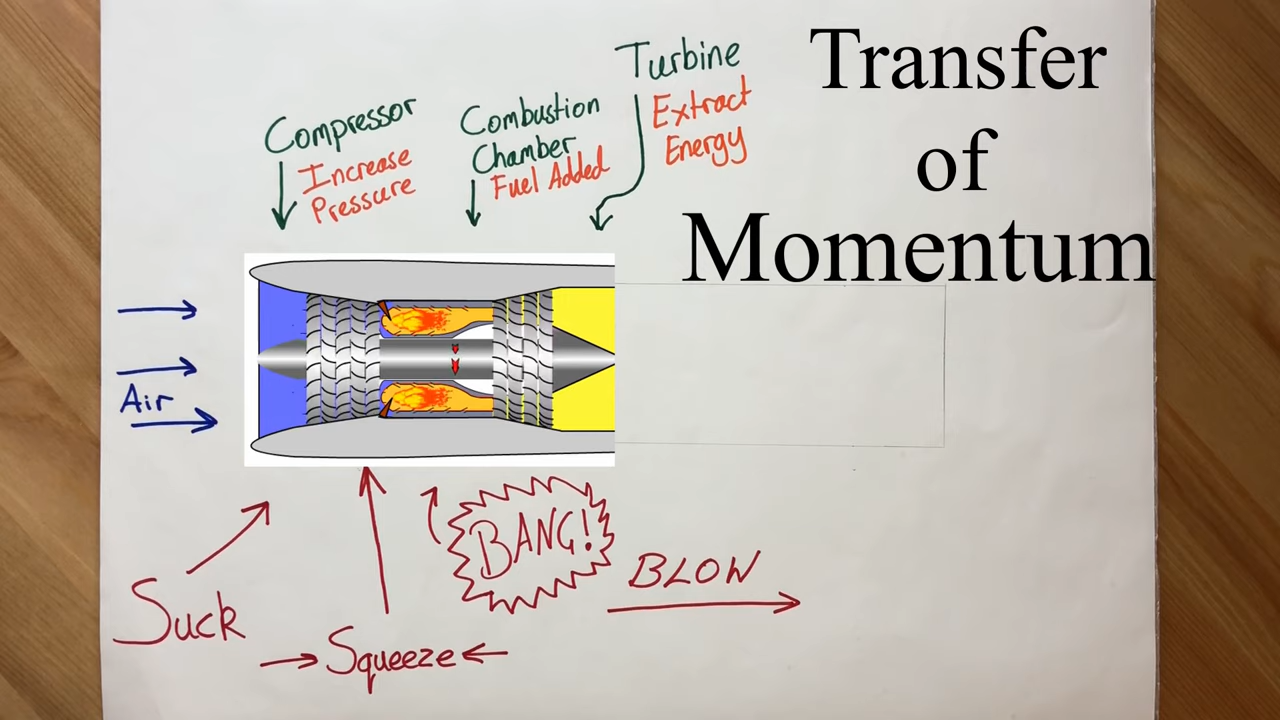 Transfer
of
Momentum
Turbine
Extract
Energy
Combustion
Chamber
Fuel Added
Compressor
Increase
Pressure
Air
BANG!
BLOW
Suck
Squeeze